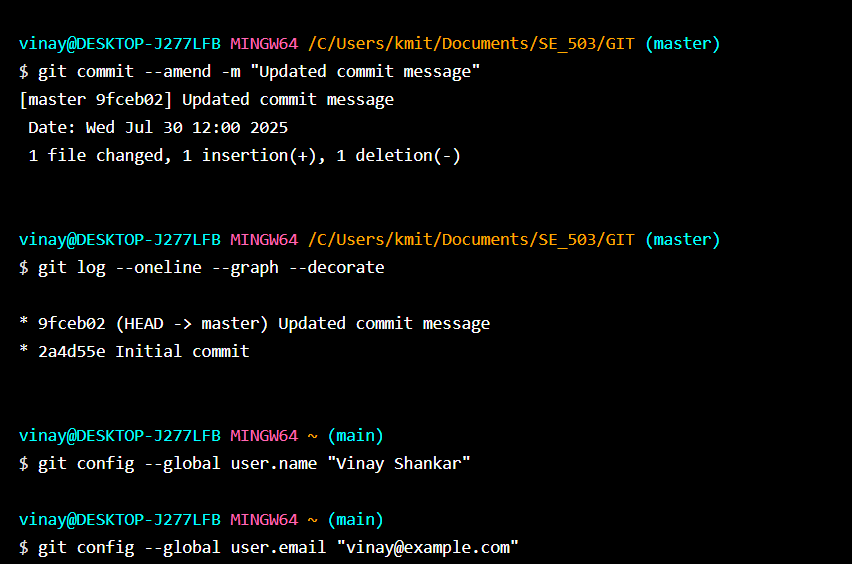 vinay@DESKTOP-J277LFB MINGW64 /C/Users/kmit/Documents/SE_503/GIT (master)
$ git commit --amend -m "Updated commit message"
[master 9fceb02] Updated commit message
 Date: Wed Jul 30 12:00 2025
 1 file changed, 1 insertion(+), 1 deletion(-)
vinay@DESKTOP-J277LFB MINGW64 /C/Users/kmit/Documents/SE_503/GIT (master)
$ git log --oneline --graph --decorate
* 9fceb02 (HEAD -> master) Updated commit message
* 2a4d55e Initial commit
vinay@DESKTOP-J277LFB MINGW64 ~ (main)
$ git config --global user.name "Vinay Shankar"
vinay@DESKTOP-J277LFB MINGW64 ~ (main)
$ git config --global user.email "vinay@example.com"